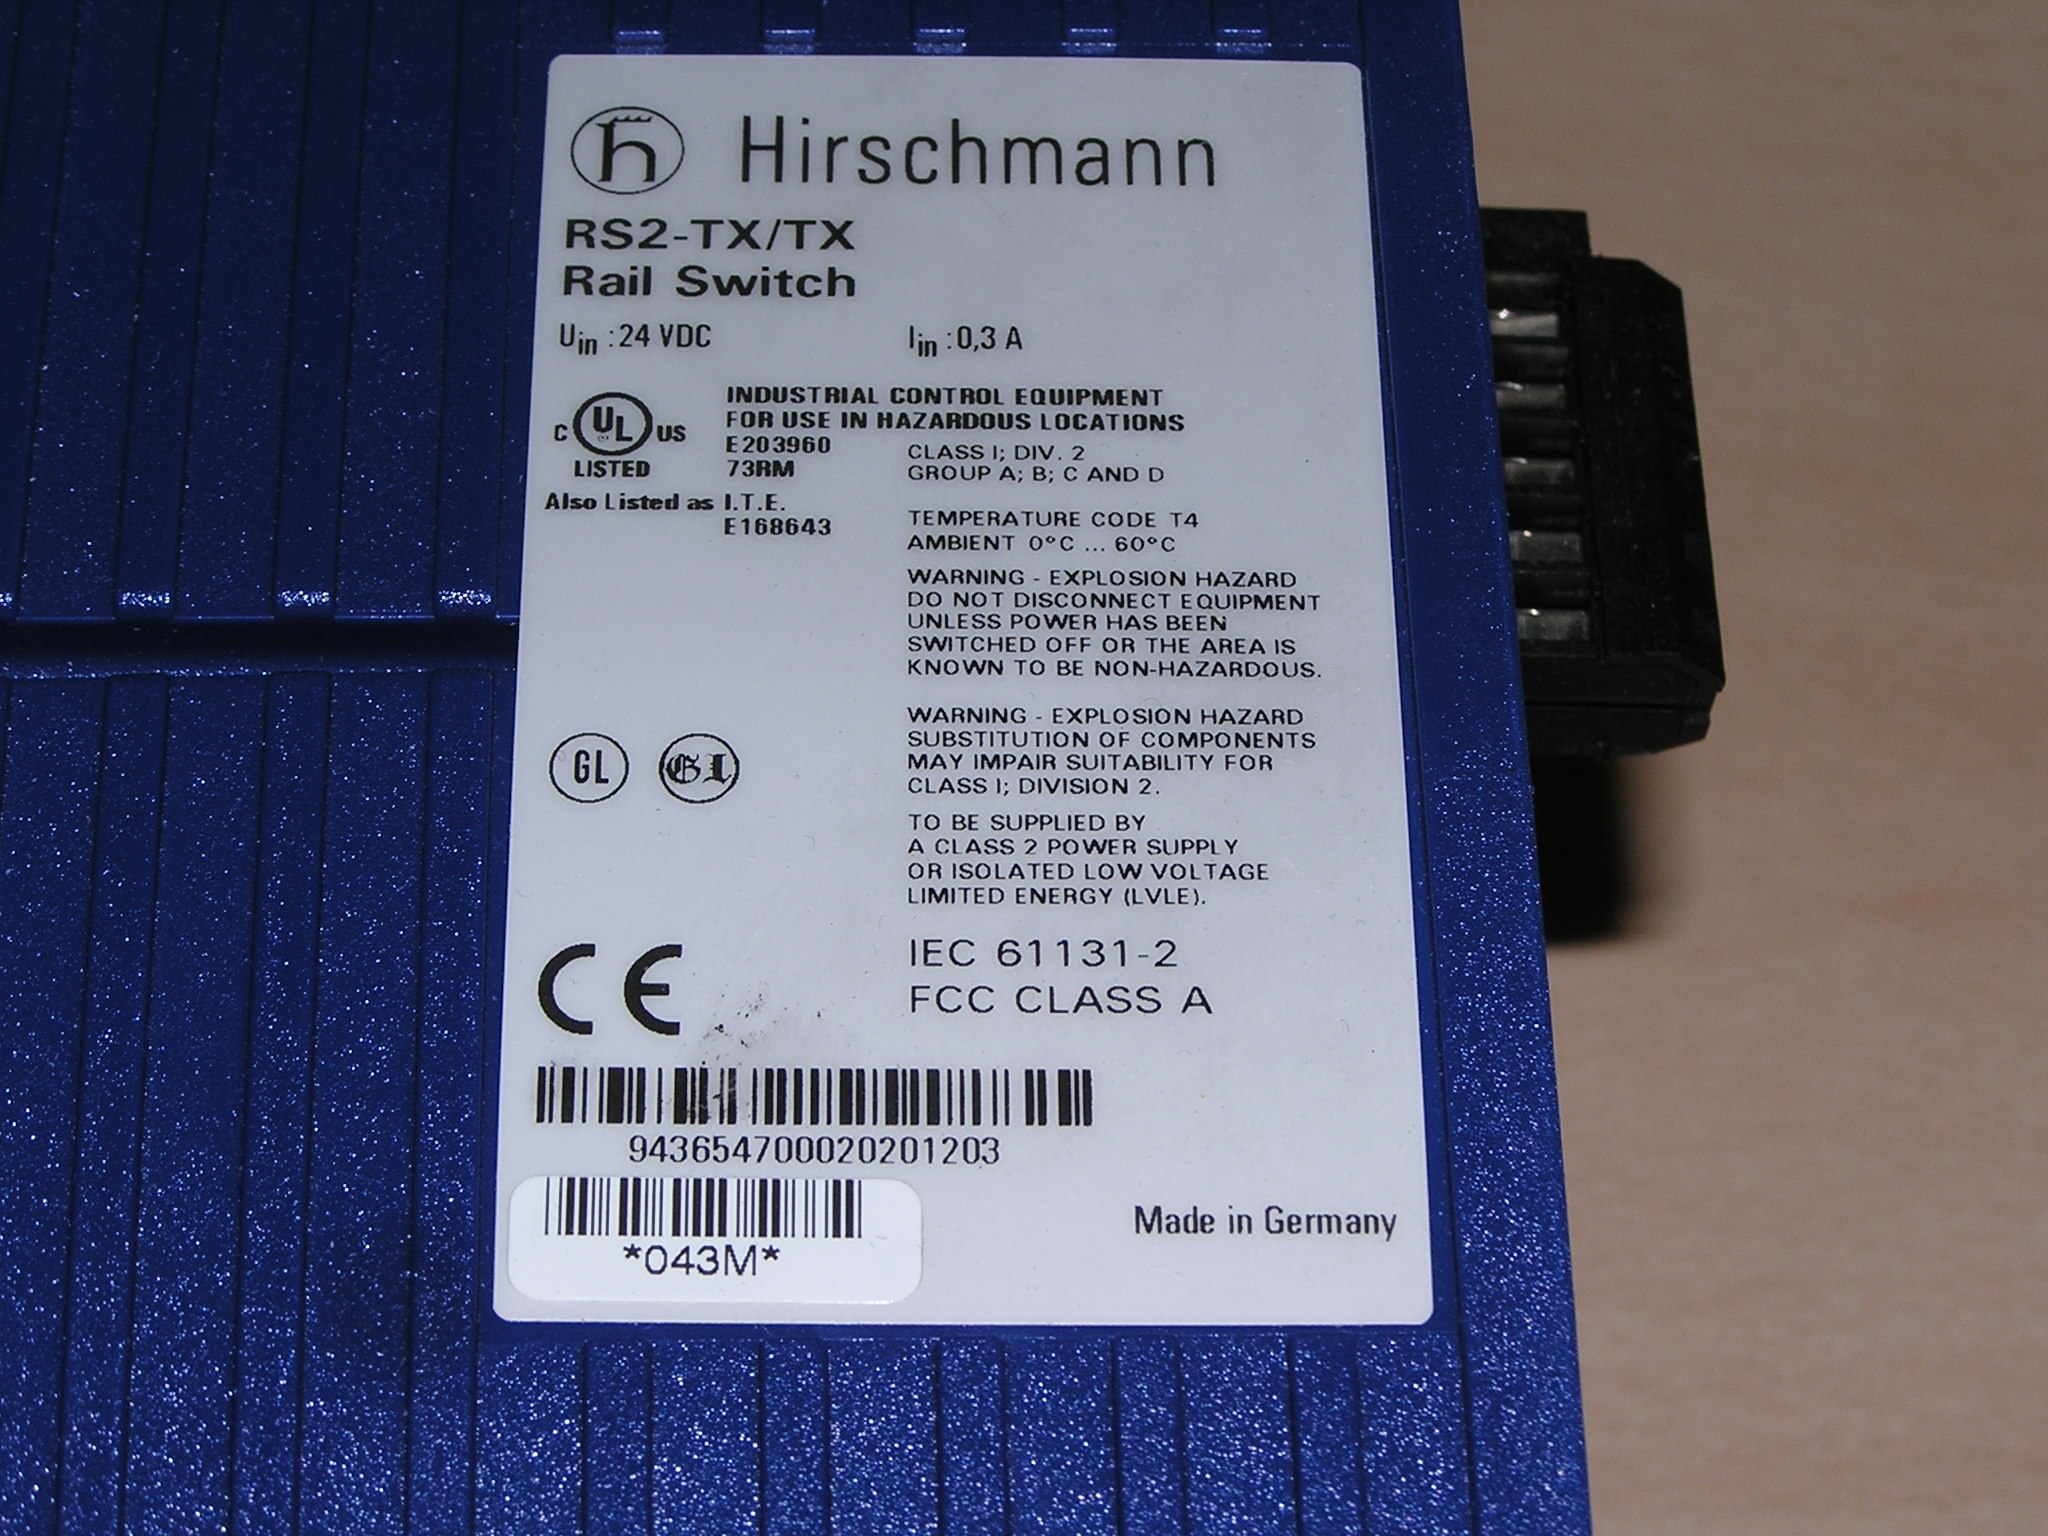 h Hirschmann
RS2-TX/TX
Rail Switch
Uin : 24 VDC Iin : 0,3 A
C UL US
LISTED
INDUSTRIAL CONTROL EQUIPMENT
FOR USE IN HAZARDOUS LOCATIONS
E203960
73RM
Also Listed as I.T.E.
E168643
CLASS I; DIV. 2
GROUP A; B; C AND D
TEMPERATURE CODE T4
AMBIENT 0°C ... 60°C
WARNING - EXPLOSION HAZARD
DO NOT DISCONNECT EQUIPMENT
UNLESS POWER HAS BEEN
SWITCHED OFF OR THE AREA IS
KNOWN TO BE NON-HAZARDOUS.
GL GL
WARNING - EXPLOSION HAZARD
SUBSTITUTION OF COMPONENTS
MAY IMPAIR SUITABILITY FOR
CLASS I; DIVISION 2.
TO BE SUPPLIED BY
A CLASS 2 POWER SUPPLY
OR ISOLATED LOW VOLTAGE
LIMITED ENERGY (LVLE).
CE
IEC 61131-2
FCC CLASS A
943654700020201203
*043M*
Made in Germany